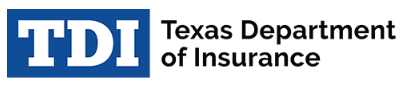 TDI
Texas Department
of Insurance